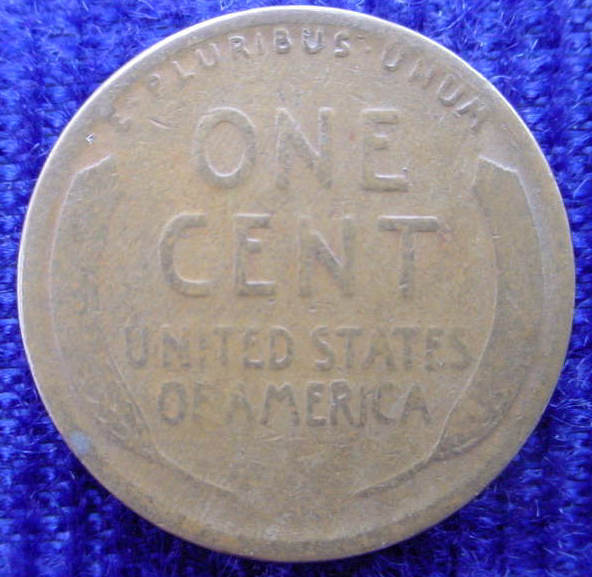 E·PLURIBUS·UNUM
ONE
CENT
UNITED STATES
OF AMERICA